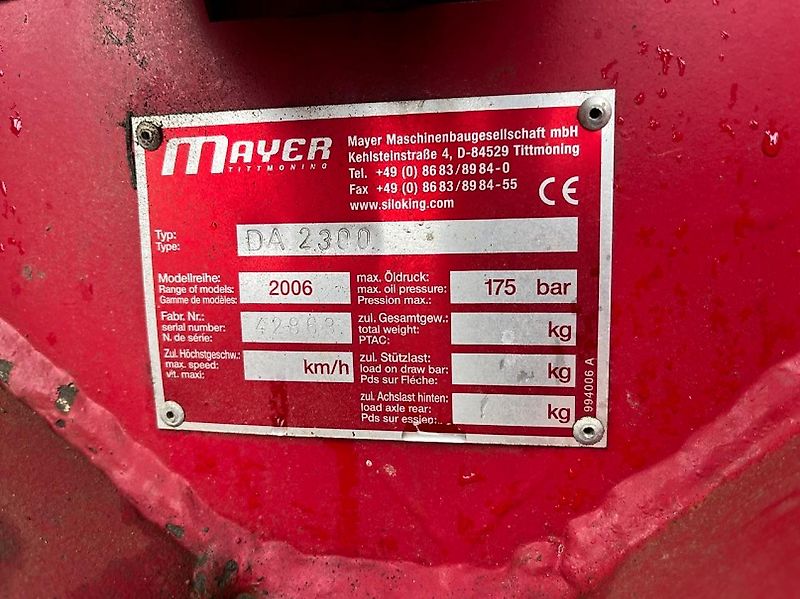 MAYER
TITTMONING
Mayer Maschinenbaugesellschaft mbH
Kehlsteinstraße 4, D-84529 Tittmoning
Tel. +49 (0) 86 83 / 89 84-0
Fax +49 (0) 86 83 / 89 84-55
www.siloking.com
CE
Typ:
Type:
DA 2300
Modellreihe:
Range of models:
Gamme de modèles:
2006
max. Öldruck:
max. oil pressure:
Pression max.:
175 bar
Fabr. Nr.:
serial number:
N. de série:
zul. Gesamtgew.:
total weight:
PTAC:
kg
Zul. Höchstgeschw.:
max. speed:
vit. maxi:
km/h
zul. Stützlast:
load on draw bar:
Pds sur Fléche:
kg
zul. Achslast hinten:
load axle rear:
Pds sur essien:
kg
994006 A